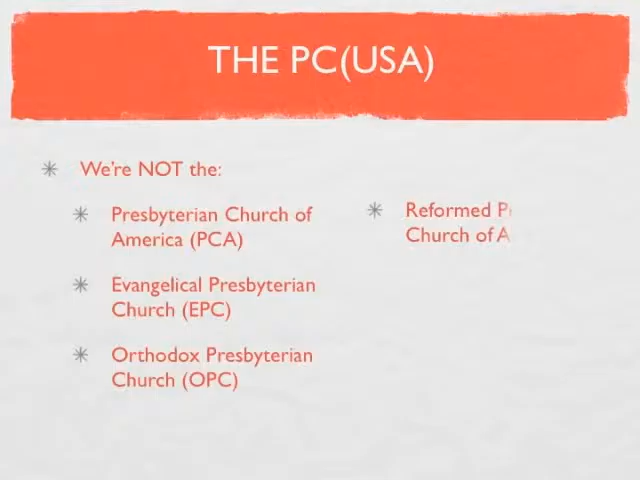 THE PC(USA)
We're NOT the:
Presbyterian Church of
America (PCA)
Evangelical Presbyterian
Church (EPC)
Orthodox Presbyterian
Church (OPC)
Reformed
Church of A